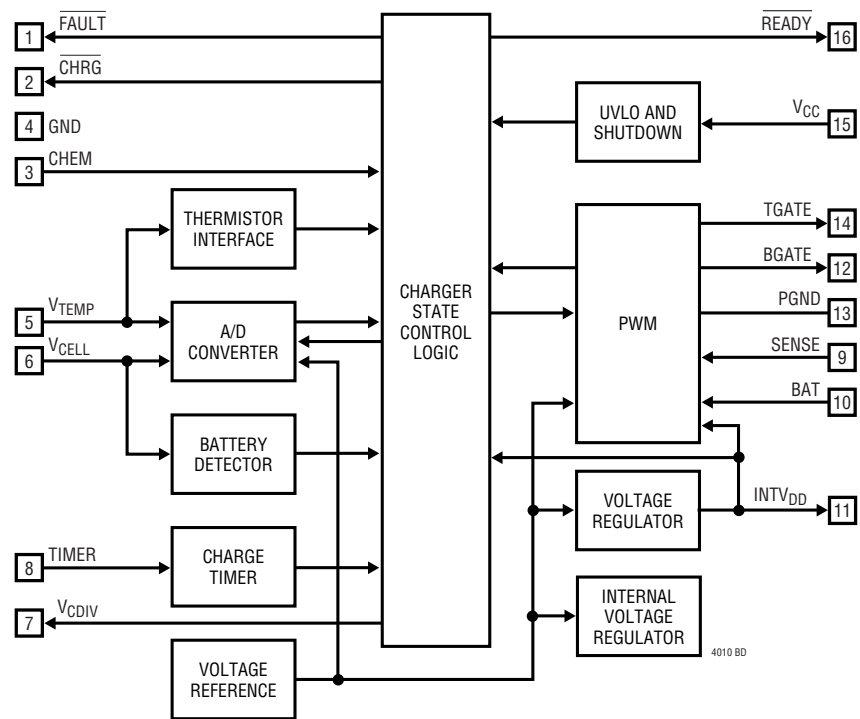 1 FAULT
2 CHRG
4 GND
3 CHEM
THERMISTOR
INTERFACE
5 VTEMP
A/D
CONVERTER
6 VCELL
BATTERY
DETECTOR
8 TIMER
CHARGE
TIMER
7 VCDIV
VOLTAGE
REFERENCE
CHARGER
STATE
CONTROL
LOGIC
READY 16
UVLO AND
SHUTDOWN
VCC 15
PWM
TGATE 14
BGATE 12
PGND 13
SENSE 9
BAT 10
VOLTAGE
REGULATOR
INTVDD 11
INTERNAL
VOLTAGE
REGULATOR
4010 BD